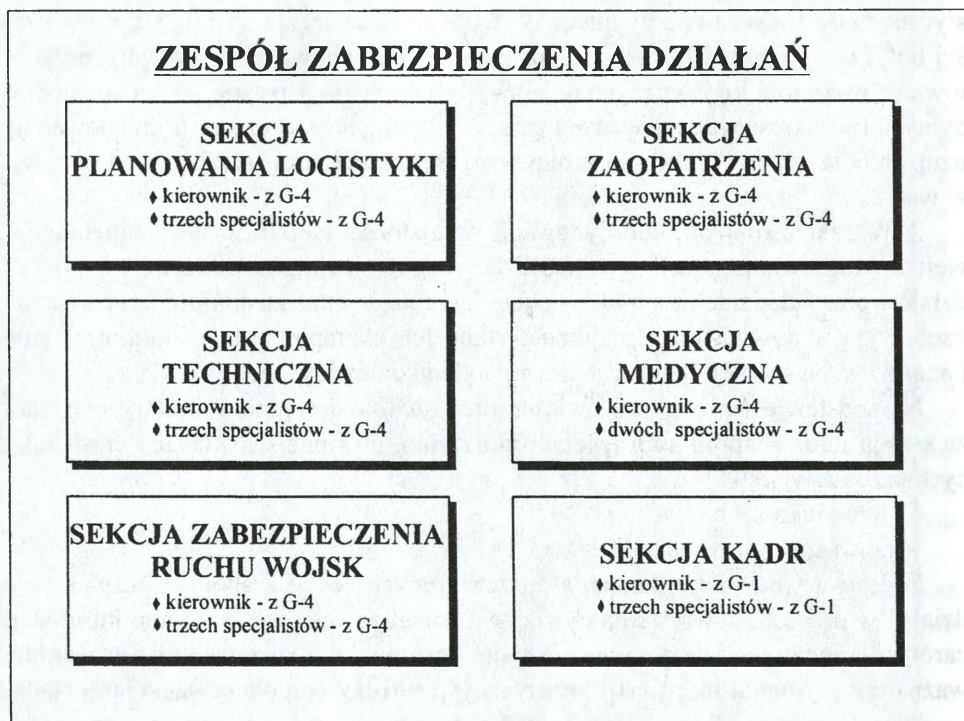 ZESPÓŁ ZABEZPIECZENIA DZIAŁAŃ
SEKCJA
PLANOWANIA LOGISTYKI
♦ kierownik - z G-4
♦ trzech specjalistów - z G-4
SEKCJA
ZAOPATRZENIA
♦ kierownik - z G-4
♦ trzech specjalistów - z G-4
SEKCJA
TECHNICZNA
♦ kierownik - z G-4
♦ trzech specjalistów - z G-4
SEKCJA
MEDYCZNA
♦ kierownik - z G-4
♦ dwóch specjalistów - z G-4
SEKCJA ZABEZPIECZENIA
RUCHU WOJSK
♦ kierownik - z G-4
♦ trzech specjalistów - z G-4
SEKCJA KADR
♦ kierownik - z G-1
♦ trzech specjalistów - z G-1